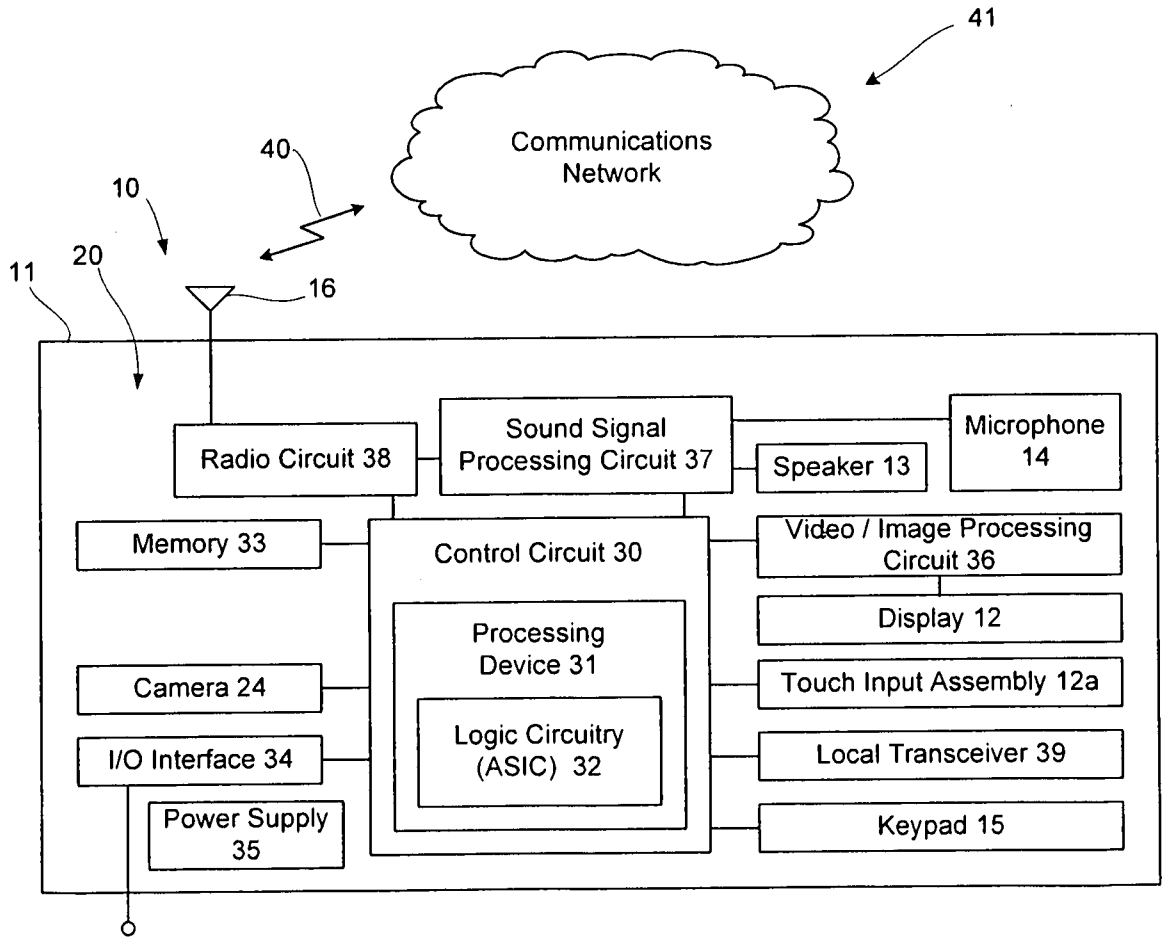 41
Communications
Network
40
10
20
11
16
Sound Signal
Processing Circuit 37
Microphone
14
Radio Circuit 38
Speaker 13
Memory 33
Control Circuit 30
Video / Image Processing
Circuit 36
Processing
Device 31
Display 12
Camera 24
Touch Input Assembly 12a
Logic Circuitry
(ASIC) 32
I/O Interface 34
Local Transceiver 39
Power Supply
35
Keypad 15